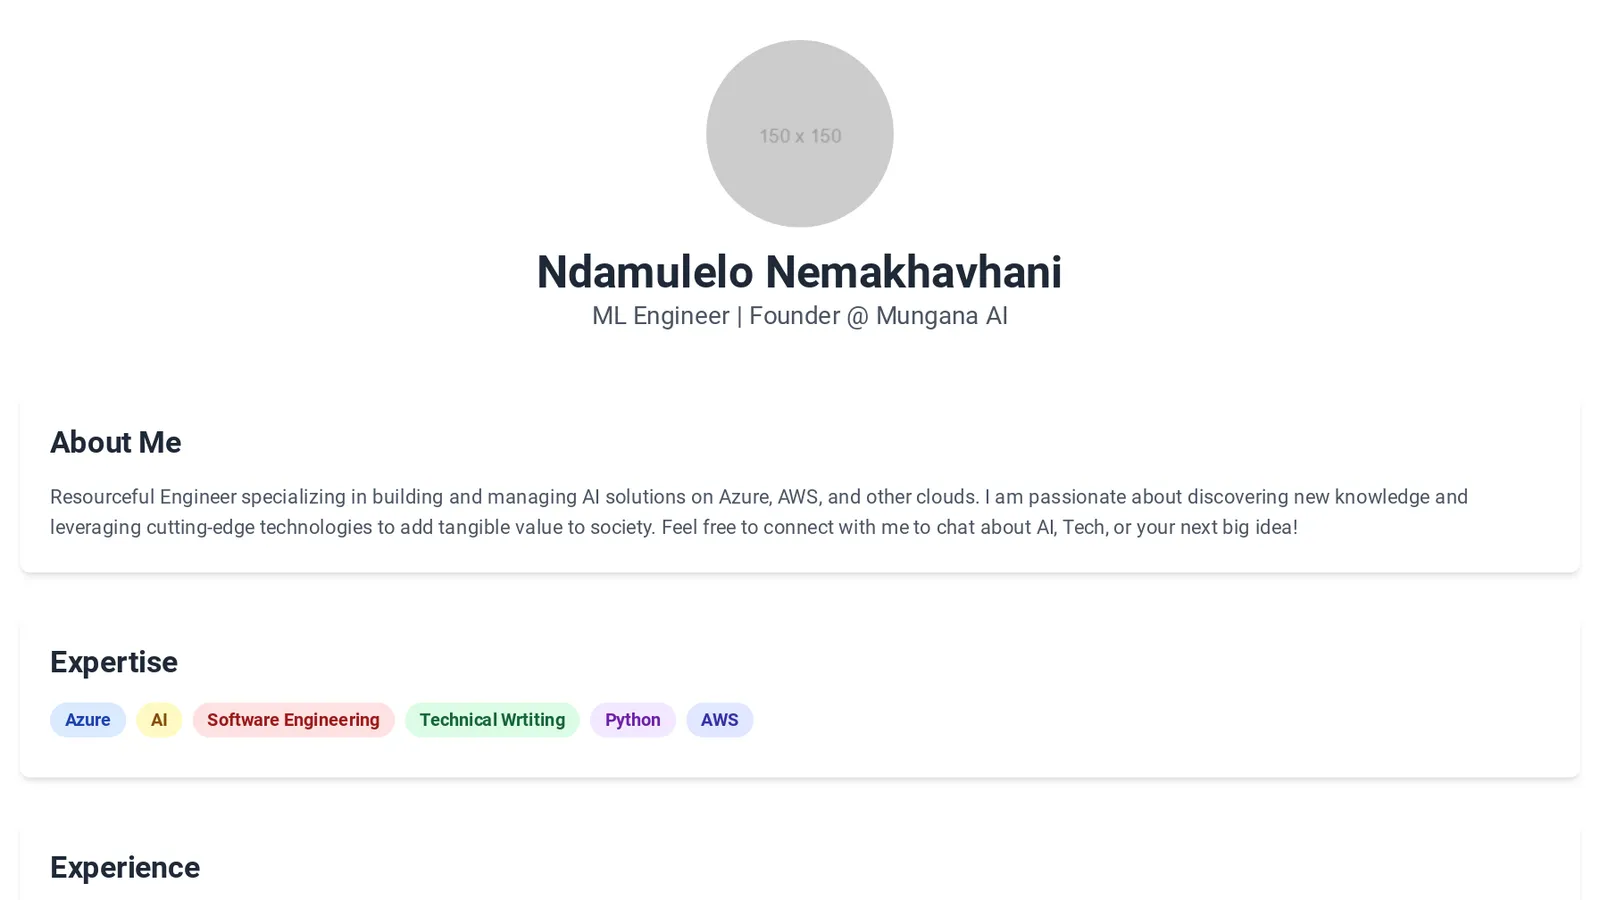 150 x 150
Ndamulelo Nemakhavhani
ML Engineer | Founder @ Mungana AI
About Me
Resourceful Engineer specializing in building and managing AI solutions on Azure, AWS, and other clouds. I am passionate about discovering new knowledge and
leveraging cutting-edge technologies to add tangible value to society. Feel free to connect with me to chat about AI, Tech, or your next big idea!
Expertise
Azure AI Software Engineering Technical Wrtiting Python AWS
Experience